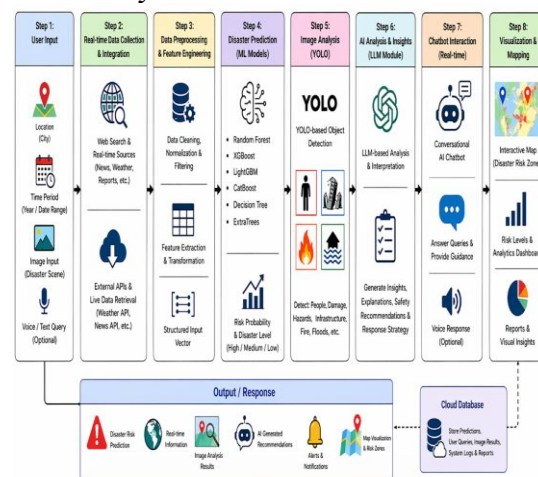 Step 1:
User Input
Location
(City)
Time Period
(Year / Date Range)
Image Input
(Disaster Scene)
Voice / Text Query
(Optional)
Step 2:
Real-time Data Collection
& Integration
Web Search &
Real-time Sources
(News, Weather,
Reports, etc.)
External APIs &
Live Data Retrieval
(Weather API,
News API, etc.)
Step 3:
Data Preprocessing
& Feature Engineering
Data Cleaning,
Normalization &
Filtering
Feature Extraction
& Transformation
Structured Input
Vector
Step 4:
Disaster Prediction
(ML Models)
• Random Forest
• XGBoost
• LightGBM
• CatBoost
• Decision Tree
• ExtraTrees
Risk Probability
& Disaster Level
(High / Medium / Low)
Step 5:
Image Analysis
(YOLO)
YOLO
YOLO-based Object
Detection
Detect People, Damage,
Hazards, Infrastructure,
Fire, Floods, etc.
Step 6:
AI Analysis & Insights
(LLM Module)
LLM-based Analysis
& Interpretation
Generate Insights,
Explanations, Safety
Recommendations &
Response Strategy
Step 7:
Chatbot Interaction
(Real-time)
Conversational
AI Chatbot
Answer Queries &
Provide Guidance
Voice Response
(Optional)
Step 8:
Visualization &
Mapping
Interactive Map
(Disaster Risk Zone
Risk Levels &
Analytics Dashboar
Reports &
Visual Insights
Output / Response
Disaster Risk
Prediction
Real-time
Information
Image Analysis
Results
AI Generated
Recommendations
Alerts &
Notifications
Map Visualization
& Risk Zones
Cloud Database
Store Predictions,
User Queries, Image Results,
System Logs & Reports